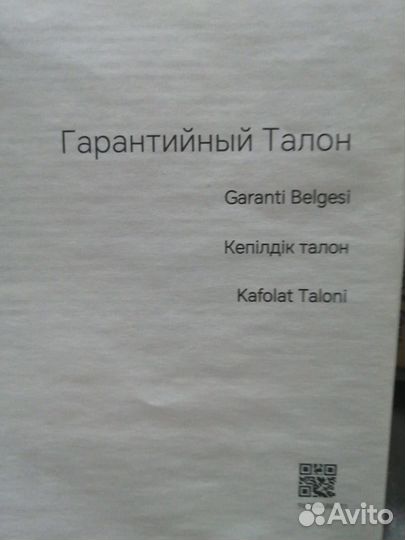 Гарантийный Талон
Garanti Belgesi
Кепілдік талон
Kafolat Taloni
Avito